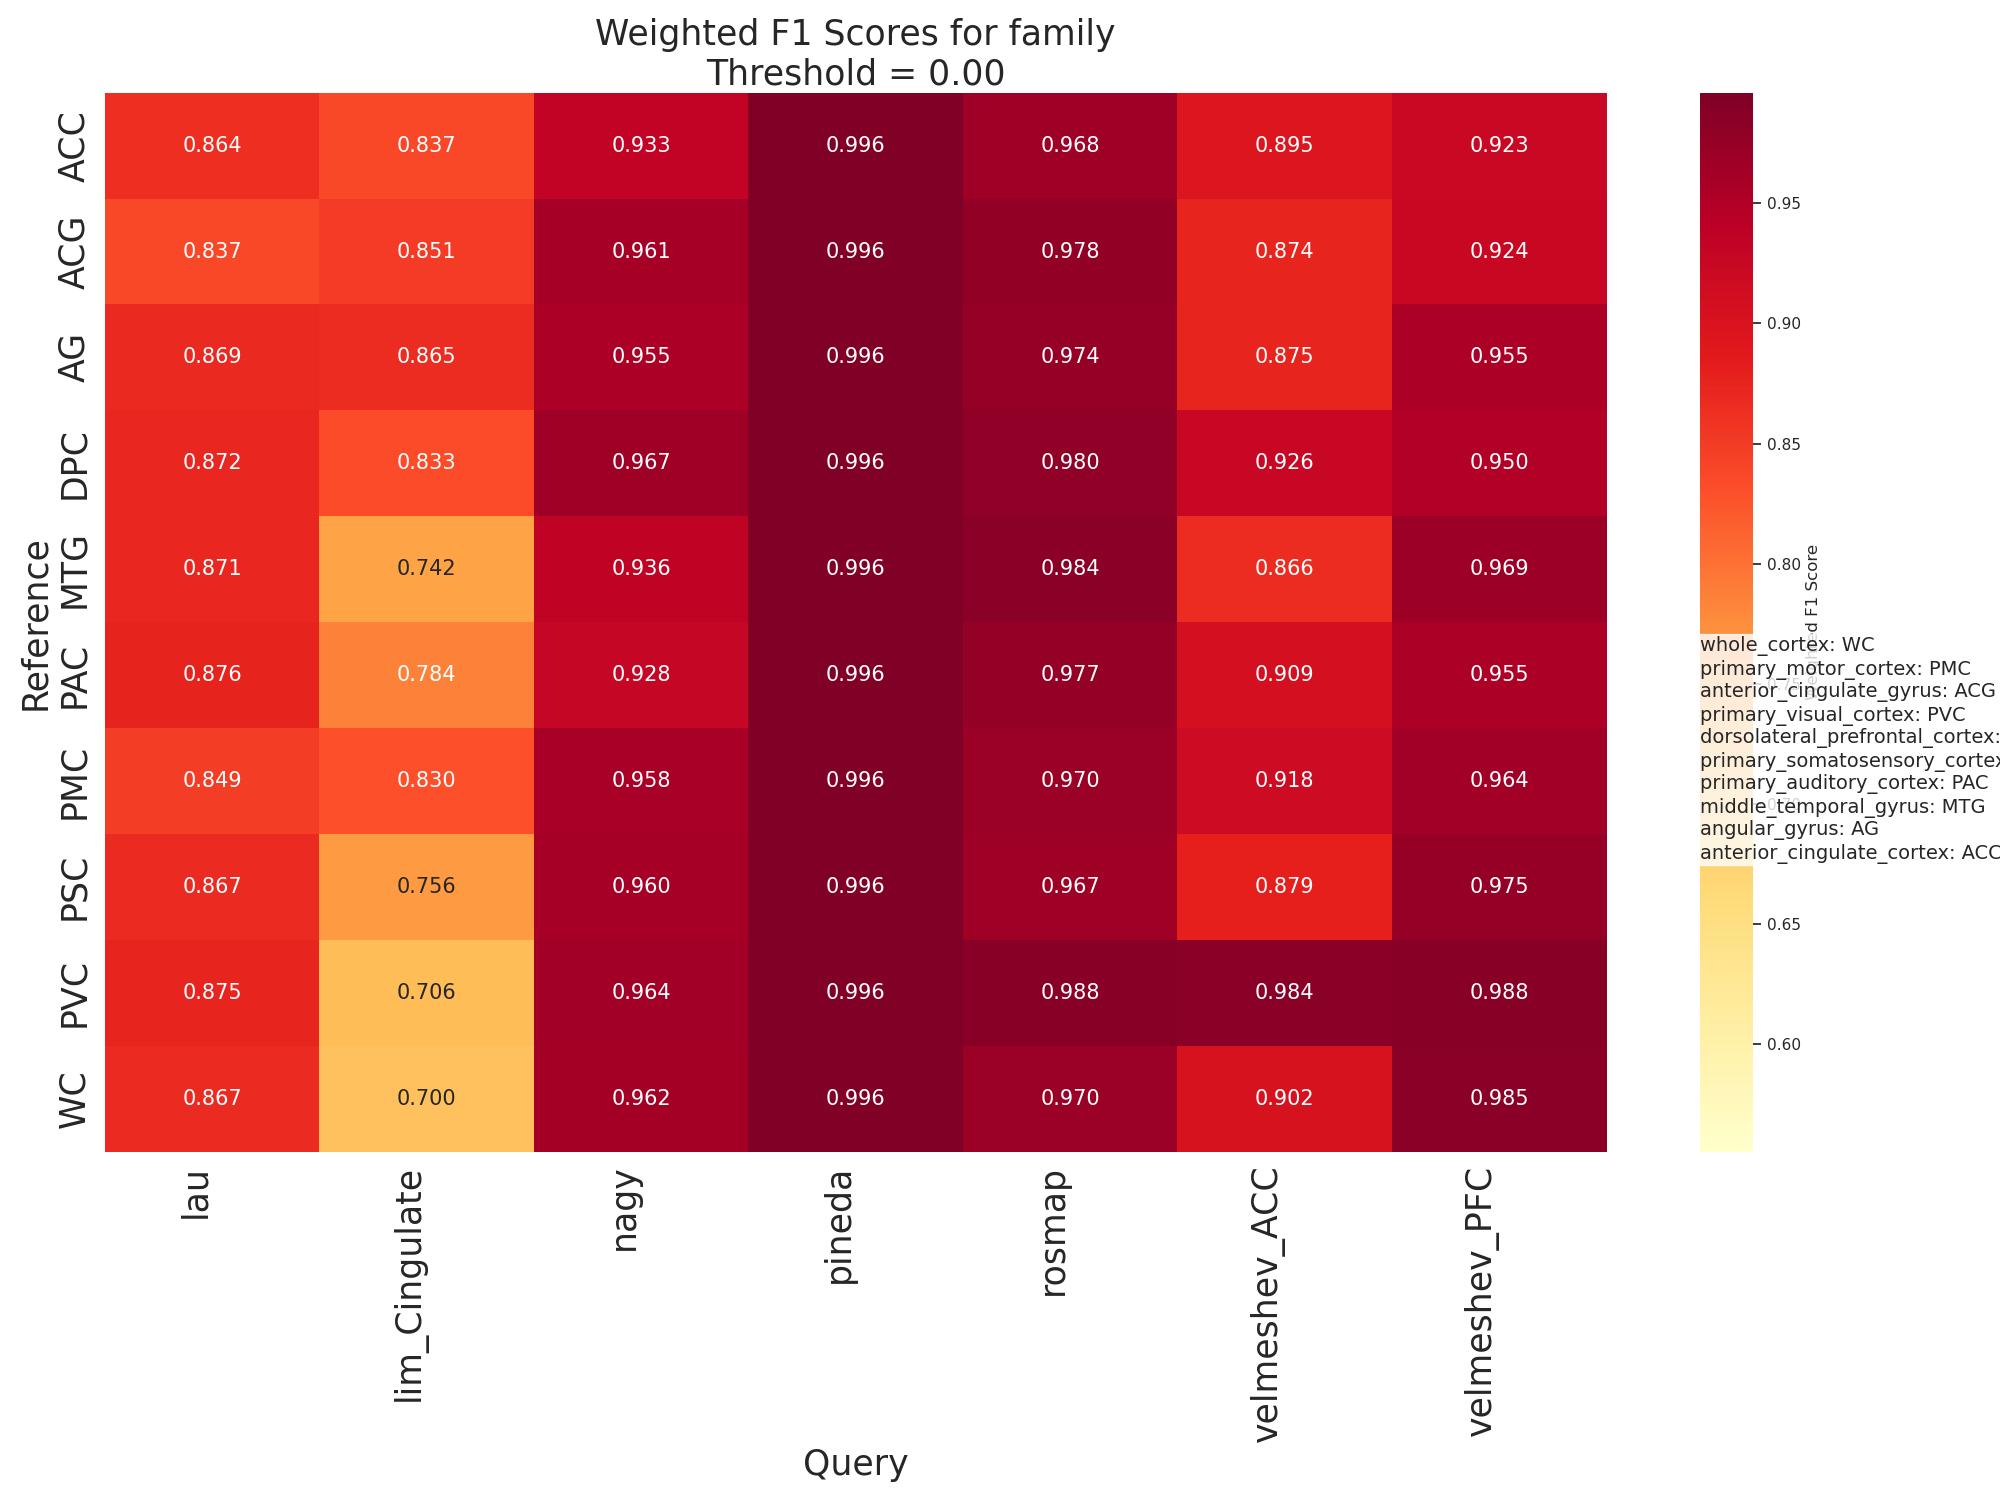 Weighted F1 Scores for family
Threshold = 0.00
Reference
ACC 0.864 0.837 0.933 0.996 0.968 0.895 0.923
ACG 0.837 0.851 0.961 0.996 0.978 0.874 0.924
AG 0.869 0.865 0.955 0.996 0.974 0.875 0.955
DPC 0.872 0.833 0.967 0.996 0.980 0.926 0.950
MTG 0.871 0.742 0.936 0.996 0.984 0.866 0.969
PAC 0.876 0.784 0.928 0.996 0.977 0.909 0.955
PMC 0.849 0.830 0.958 0.996 0.970 0.918 0.964
PSC 0.867 0.756 0.960 0.996 0.967 0.879 0.975
PVC 0.875 0.706 0.964 0.996 0.988 0.984 0.988
WC 0.867 0.700 0.962 0.996 0.970 0.902 0.985
lau
lim_Cingulate
nagy
pineda
rosmap
velmeshev_ACC
velmeshev_PFC
Query
0.95
0.90
0.85
0.80
0.75
0.70
0.65
0.60
Weighted F1 Score
whole_cortex: WC
primary_motor_cortex: PMC
anterior_cingulate_gyrus: ACG
primary_visual_cortex: PVC
dorsolateral_prefrontal_cortex:
primary_somatosensory_cortex
primary_auditory_cortex: PAC
middle_temporal_gyrus: MTG
angular_gyrus: AG
anterior_cingulate_cortex: ACC